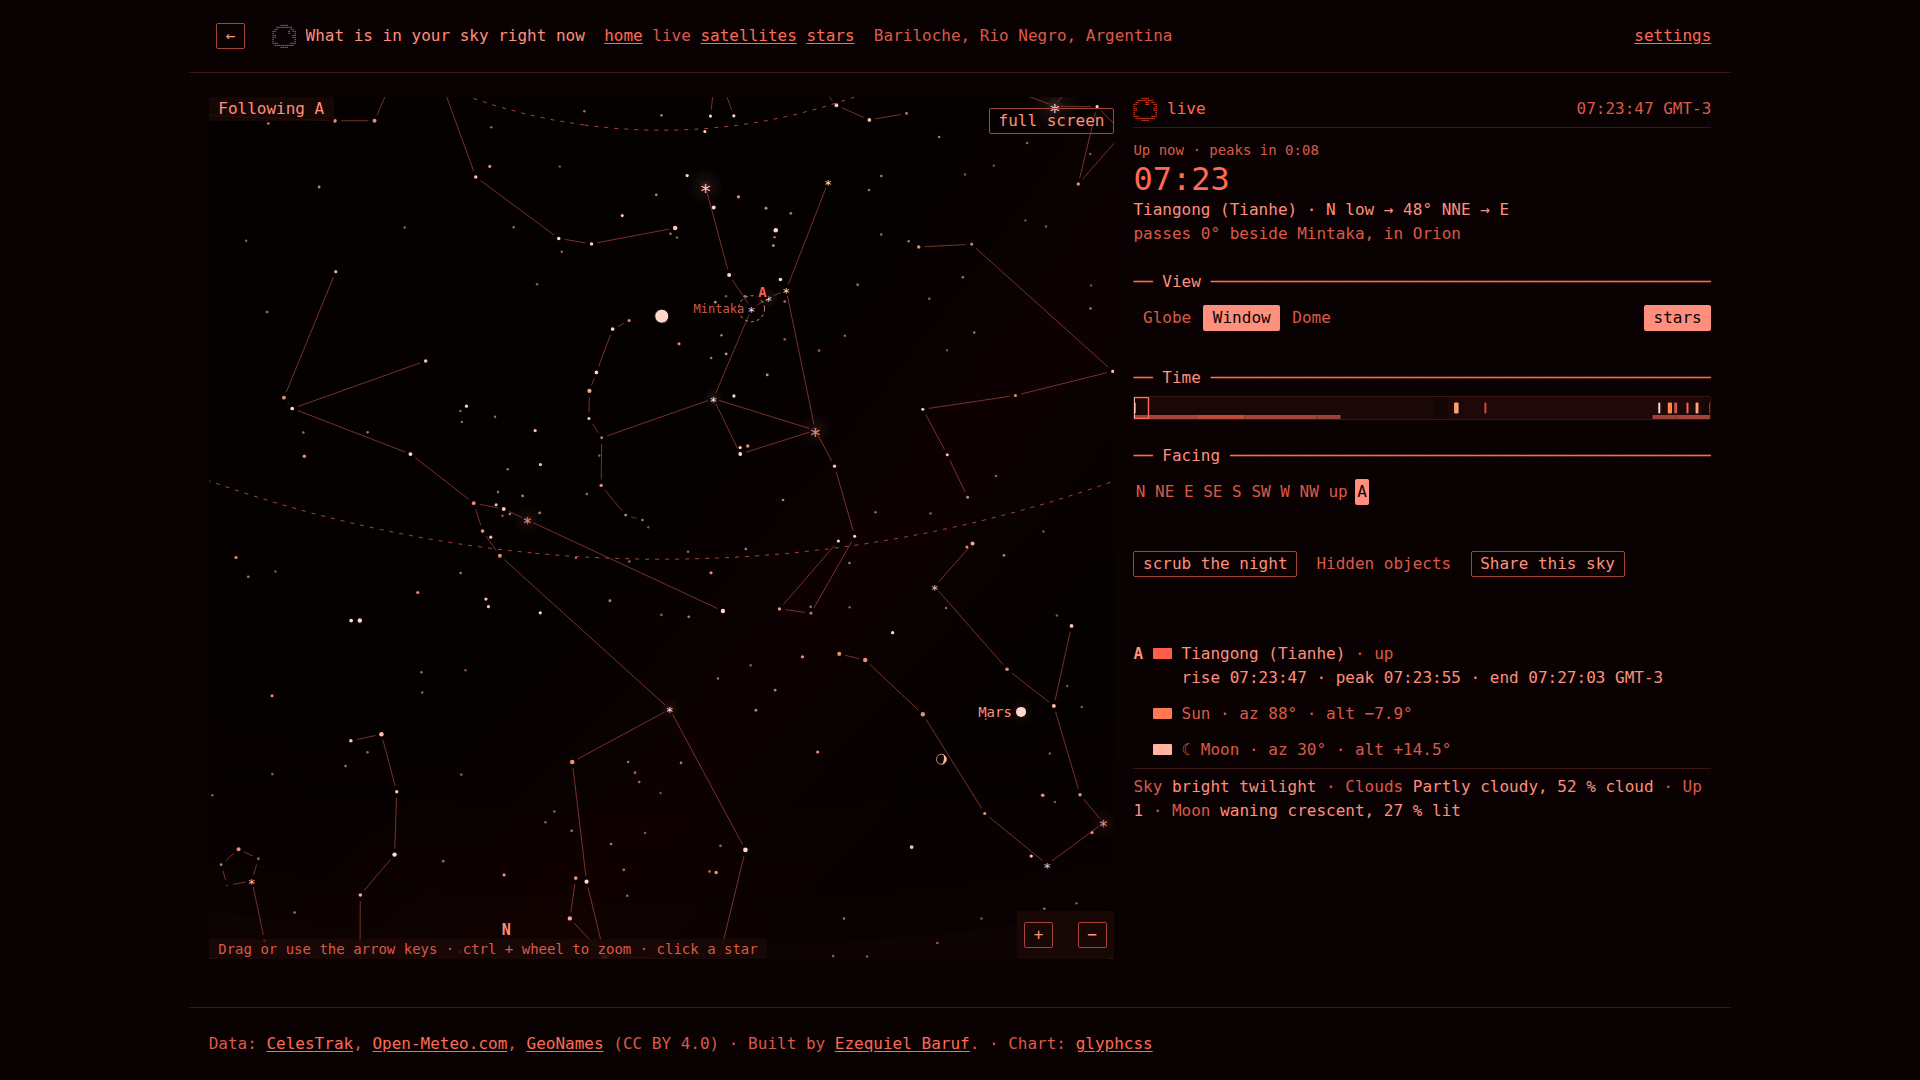 ← What is in your sky right now home live satellites stars Bariloche, Rio Negro, Argentina settings
Following A
full screen
A
Mintaka
Mars
N
Drag or use the arrow keys · ctrl + wheel to zoom · click a star
+ −
live 07:23:47 GMT-3
Up now · peaks in 0:08
07:23
Tiangong (Tianhe) · N low → 48° NNE → E
passes 0° beside Mintaka, in Orion
View
Globe Window Dome stars
Time
Facing
N NE E SE S SW W NW up A
scrub the night Hidden objects Share this sky
A Tiangong (Tianhe) · up
rise 07:23:47 · peak 07:23:55 · end 07:27:03 GMT-3
Sun · az 88° · alt −7.9°
☾ Moon · az 30° · alt +14.5°
Sky bright twilight · Clouds Partly cloudy, 52 % cloud · Up
1 · Moon waning crescent, 27 % lit
Data: CelesTrak, Open-Meteo.com, GeoNames (CC BY 4.0) · Built by Ezequiel Baruf. · Chart: glyphcss